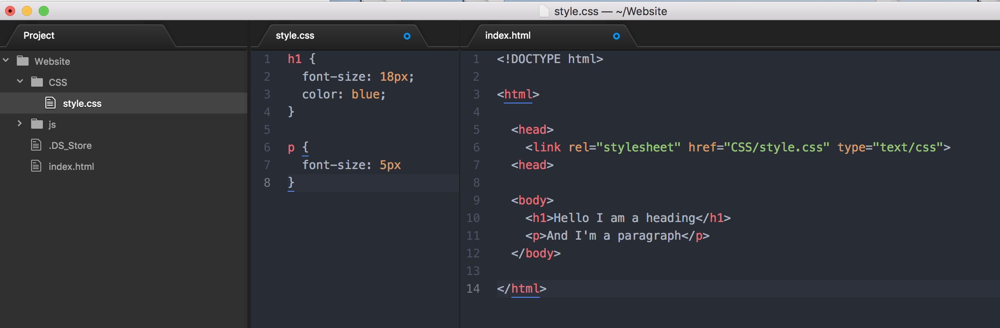 style.css — ~/Website
Project
Website
CSS
style.css
js
.DS_Store
index.html
style.css
1 h1 {
2   font-size: 18px;
3   color: blue;
4 }
5
6 p {
7   font-size: 5px
8 }
index.html
1 <!DOCTYPE html>
2
3 <html>
4
5   <head>
6     <link rel="stylesheet" href="CSS/style.css" type="text/css">
7   <head>
8
9   <body>
10     <h1>Hello I am a heading</h1>
11     <p>And I'm a paragraph</p>
12   </body>
13
14 </html>